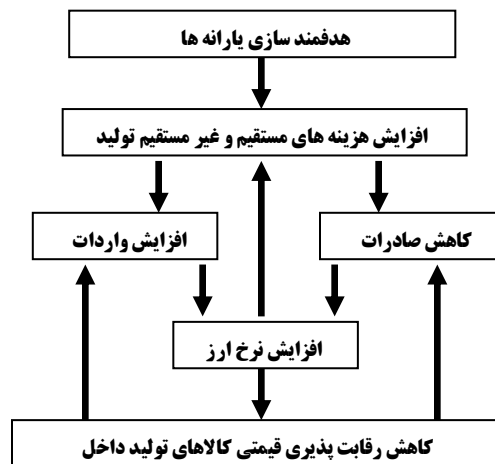 هدفمند سازی یارانه ها
افزایش هزینه های مستقیم و غیر مستقیم تولید
کاهش صادرات
افزایش واردات
افزایش نرخ ارز
کاهش رقابت پذیری قیمتی کالاهای تولید داخل